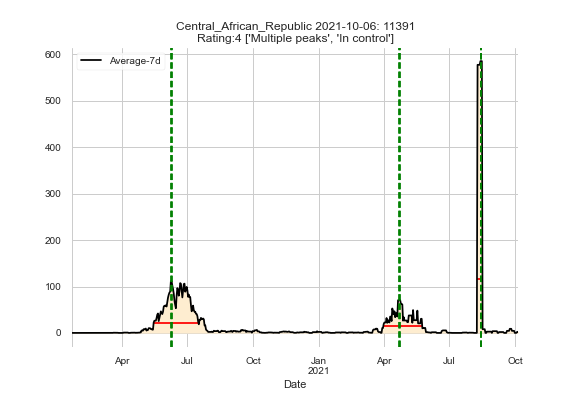 Central_African_Republic 2021-10-06: 11391
Rating:4 ['Multiple peaks', 'In control']
Average-7d
600
500
400
300
200
100
0
Apr Jul Oct Jan Apr Jul Oct
2021
Date